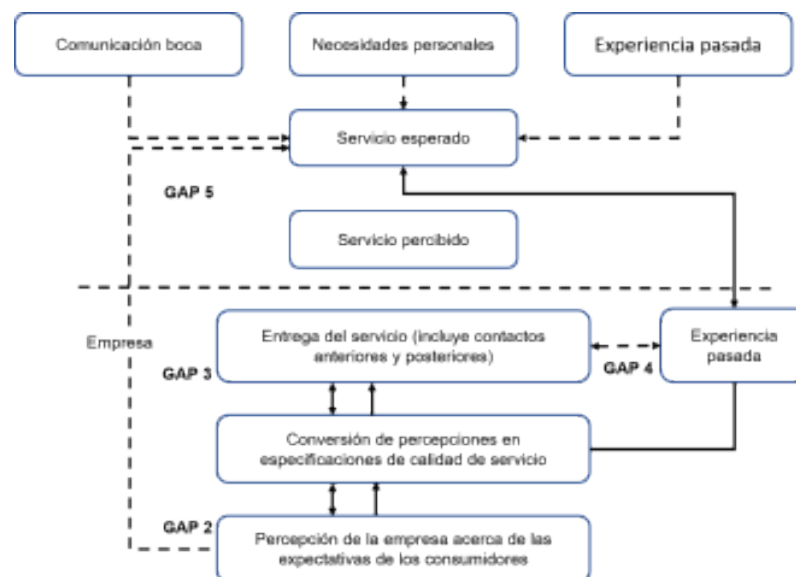 Comunicación boca
Necesidades personales
Experiencia pasada
Servicio esperado
GAP 5
Servicio percibido
Empresa
Entrega del servicio (incluye contactos
anteriores y posteriores)
Experiencia
pasada
GAP 3
GAP 4
Conversión de percepciones en
especificaciones de calidad de servicio
GAP 2
Percepción de la empresa acerca de las
expectativas de los consumidores